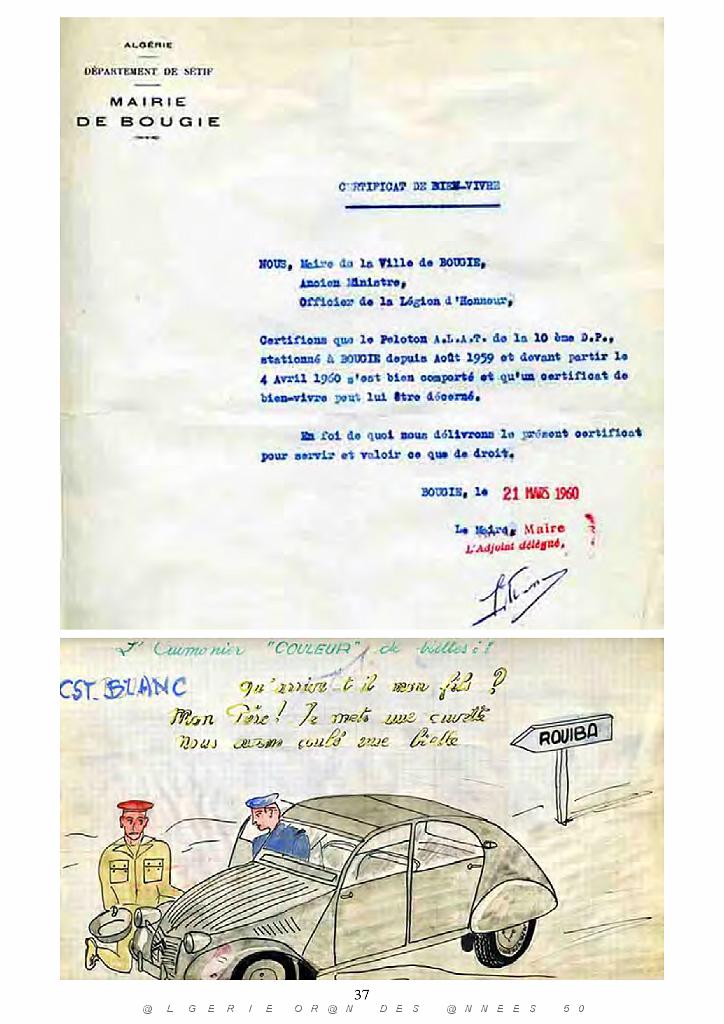 ALGÉRIE
DÉPARTEMENT DE SÉTIF
MAIRIE
DE BOUGIE
CERTIFICAT DE BIEN-VIVRE
NOUS, Maire de la Ville de BOUGIE,
Ancien Ministre,
Officier de la Légion d'Honneur,
Certifions que le Peloton A.L.A.T. de la 10 ème D.P.,
stationné à BOUGIE depuis Août 1959 et devant partir le
4 Avril 1960 s'est bien comporté et qu'un certificat de
bien-vivre peut lui être décerné.
En foi de quoi nous délivrons le présent certificat
pour servir et valoir ce que de droit.
BOUGIE, le 21 MARS 1960
Le Maire, Maire
L'Adjoint délégué,
L'Aumonier "COULEUR" de bielles !!
CST. BLANC
Qu'arrive t il mon fils ?
Mon Père! Je mets une cuvette
Nous avons coulé une bielle
ROUIBA
37
@ L G E R I E O R @ N D E S @ N N E E S 5 0